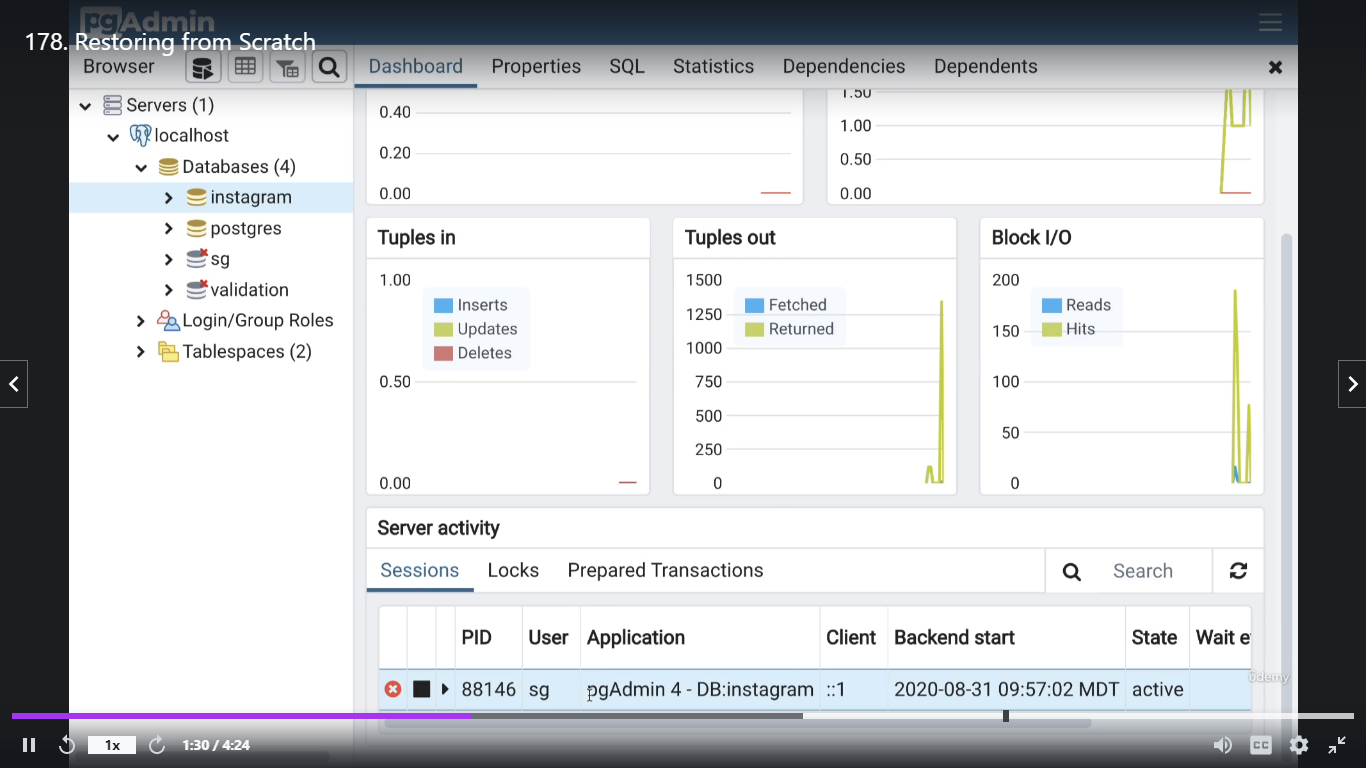 pgAdmin
178. Restoring from Scratch
Browser
Dashboard Properties SQL Statistics Dependencies Dependents
Servers (1)
localhost
Databases (4)
instagram
postgres
sg
validation
Login/Group Roles
Tablespaces (2)
0.40
0.20
0.00
1.50
1.00
0.50
0.00
Tuples in
1.00
0.50
0.00
Inserts
Updates
Deletes
Tuples out
1500
1250
1000
750
500
250
0
Fetched
Returned
Block I/O
200
150
100
50
0
Reads
Hits
Server activity
Sessions Locks Prepared Transactions Search
PID User Application Client Backend start State Wait e
88146 sg pgAdmin 4 - DB:instagram ::1 2020-08-31 09:57:02 MDT active
ûdemy
1x 1:30 / 4:24 CC